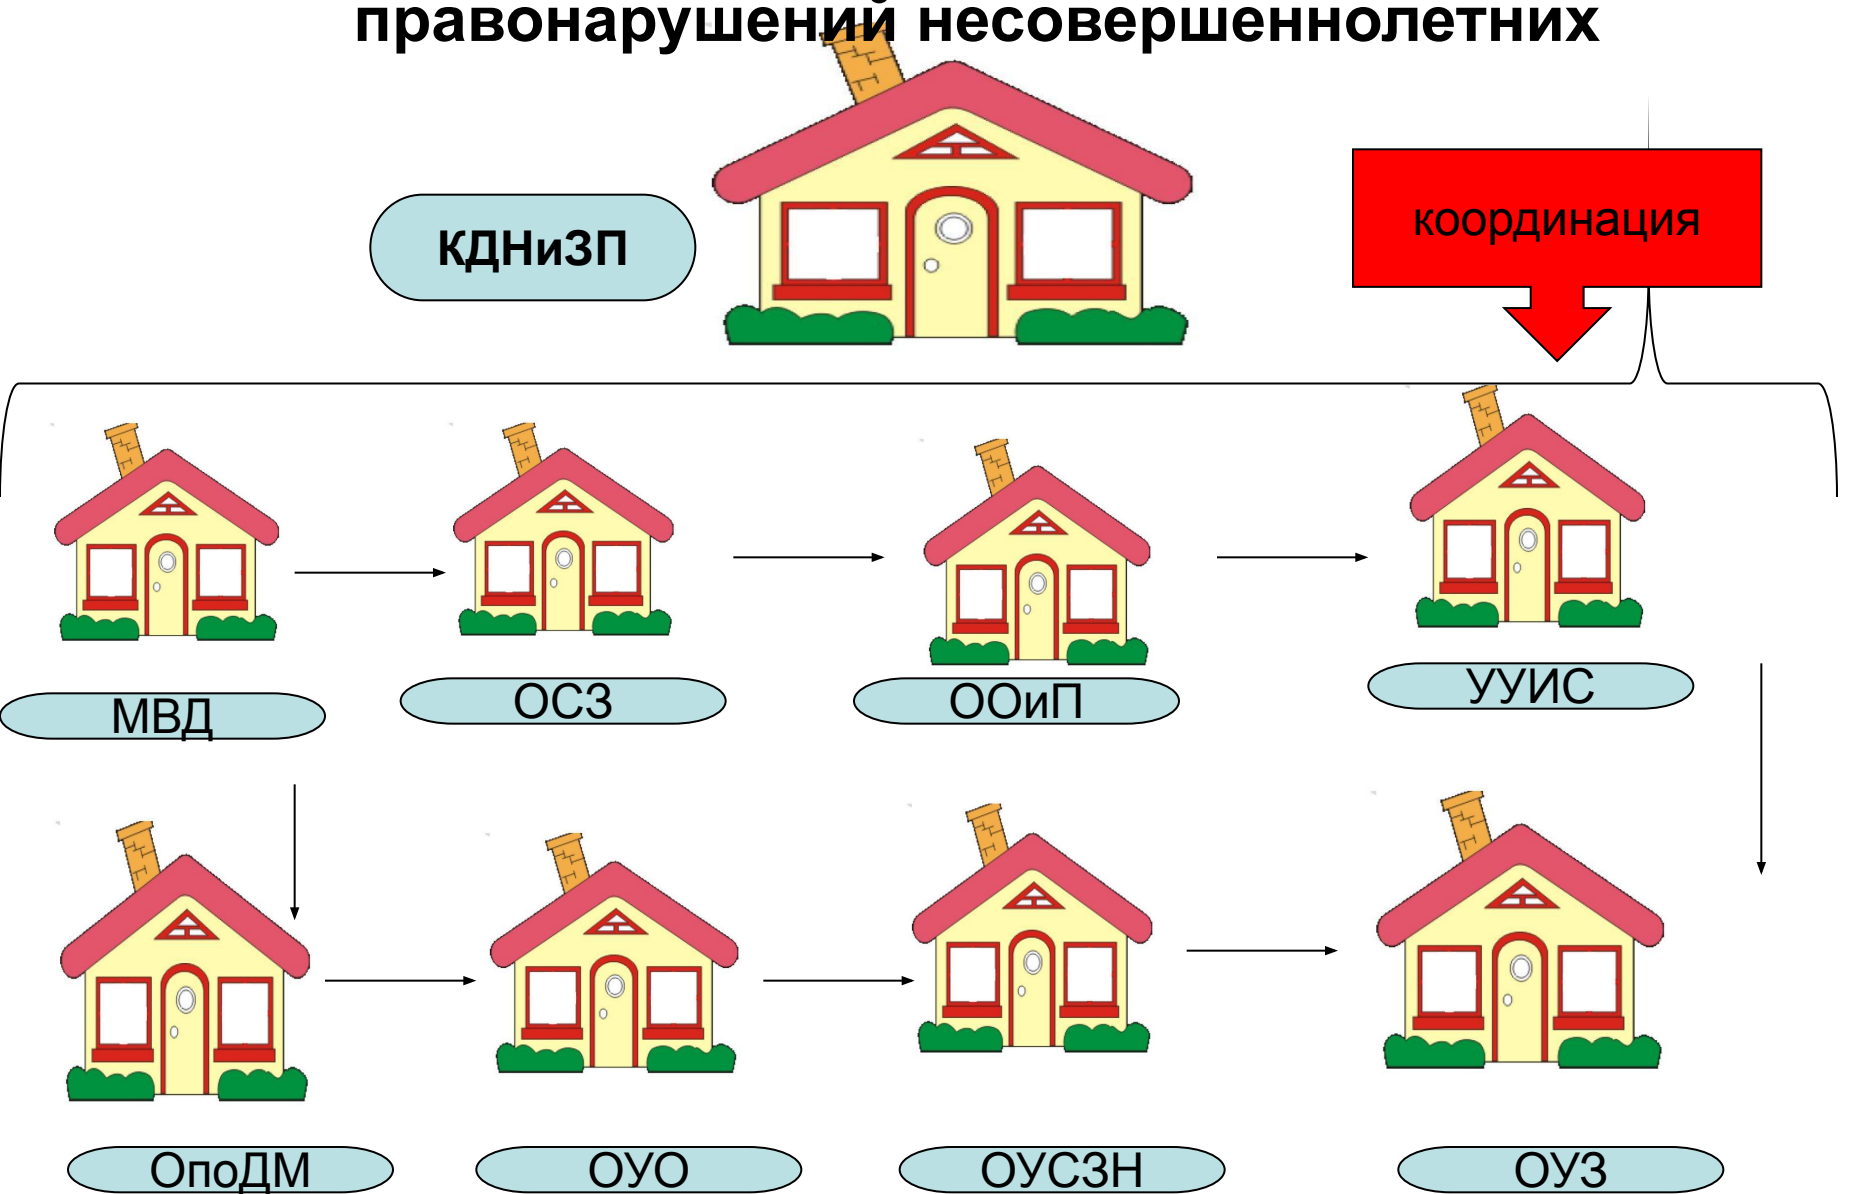 правонарушений несовершеннолетних
КДНиЗП
координация
МВД
ОСЗ
ООиП
УУИС
ОпоДМ
ОУО
ОУСЗН
ОУЗ